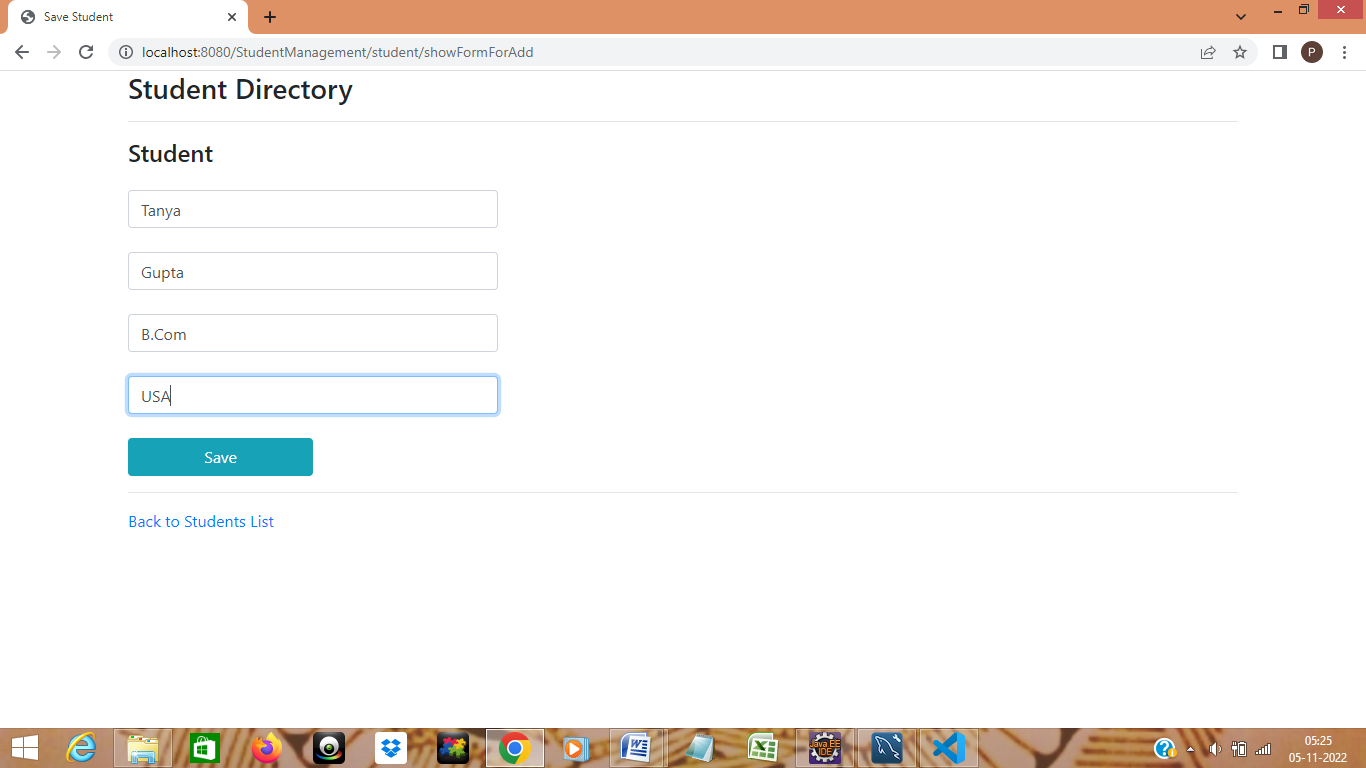 Save Student
localhost:8080/StudentManagement/student/showFormForAdd
P
Student Directory
Student
Tanya
Gupta
B.Com
USA
Save
Back to Students List
Java EE
IDE
05:25
05-11-2022